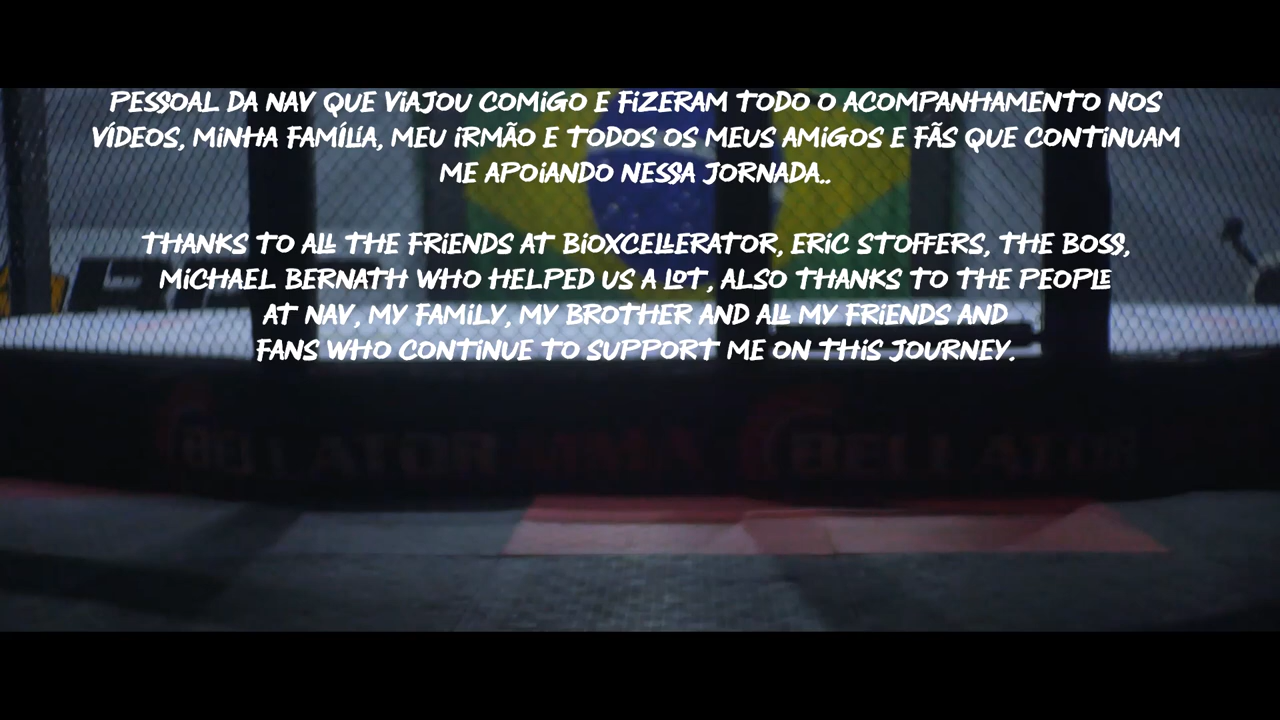 PESSOAL DA NAV QUE VIAJOU COMIGO E FIZERAM TODO O ACOMPANHAMENTO NOS
VÍDEOS, MINHA FAMÍLIA, MEU IRMÃO E TODOS OS MEUS AMIGOS E FÃS QUE CONTINUAM
ME APOIANDO NESSA JORNADA..
THANKS TO ALL THE FRIENDS AT BIOXCELLERATOR, ERIC STOFFERS, THE BOSS,
MICHAEL BERNATH WHO HELPED US A LOT, ALSO THANKS TO THE PEOPLE
AT NAV, MY FAMILY, MY BROTHER AND ALL MY FRIENDS AND
FANS WHO CONTINUE TO SUPPORT ME ON THIS JOURNEY.
BELLATOR MMA BELLATOR